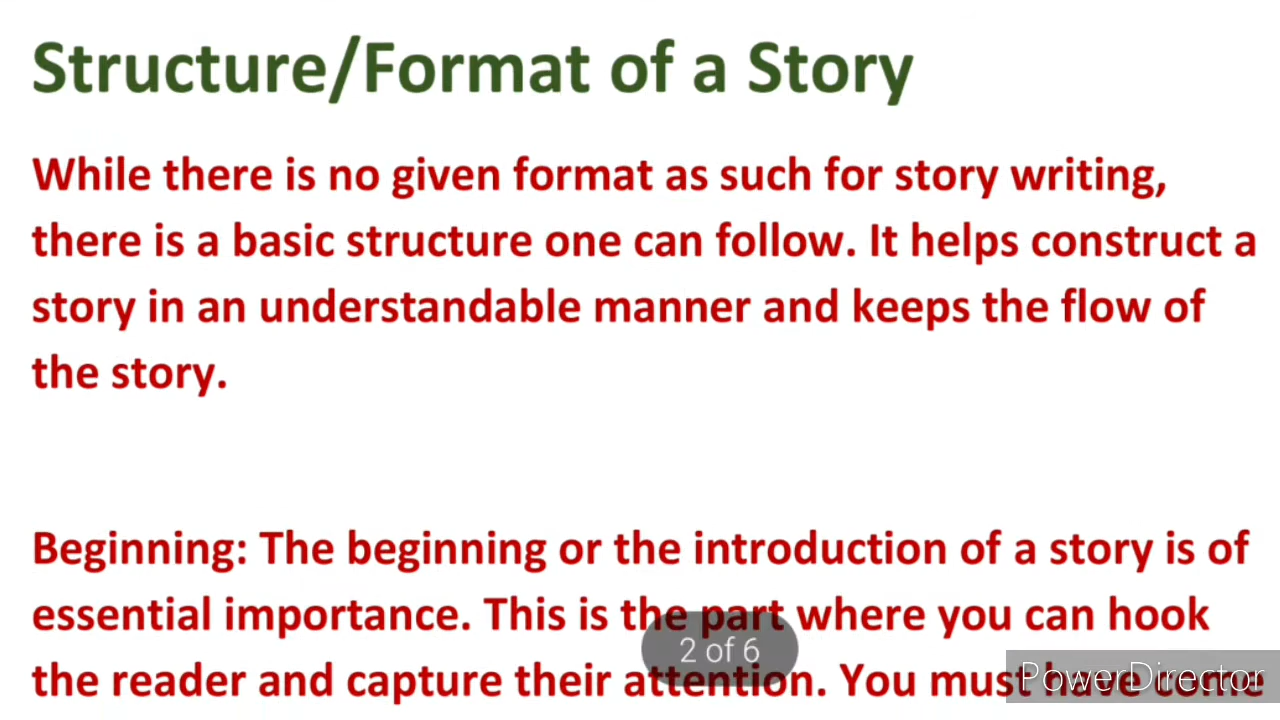 Structure/Format of a Story
While there is no given format as such for story writing,
there is a basic structure one can follow. It helps construct a
story in an understandable manner and keeps the flow of
the story.
Beginning: The beginning or the introduction of a story is of
essential importance. This is the part where you can hook
2 of 6
the reader and capture their attention. You must have come
PowerDirector